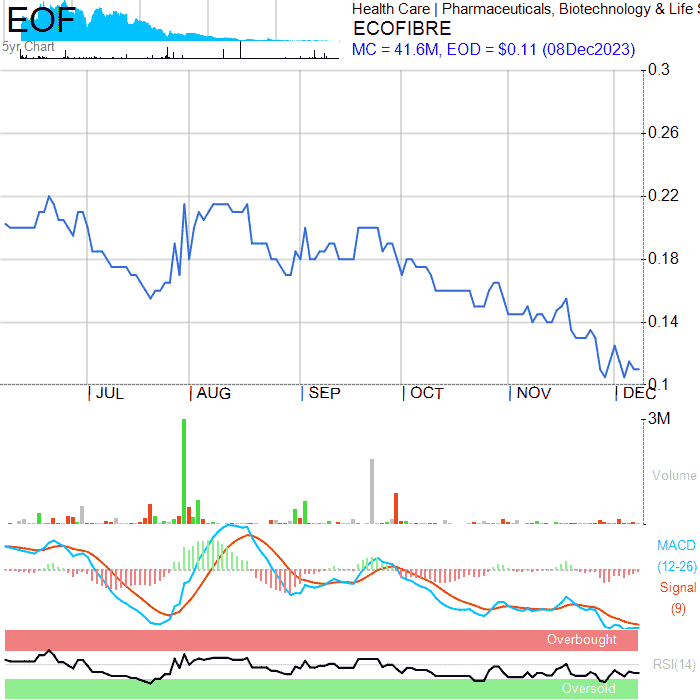 EOF
5yr Chart
Health Care | Pharmaceuticals, Biotechnology & Life S
ECOFIBRE
MC = 41.6M, EOD = $0.11 (08Dec2023)
0.3
0.26
0.22
0.18
0.14
0.1
JUL AUG SEP OCT NOV DEC
3M
Volume
MACD
(12-26)
Signal
(9)
Overbought
RSI(14)
Oversold